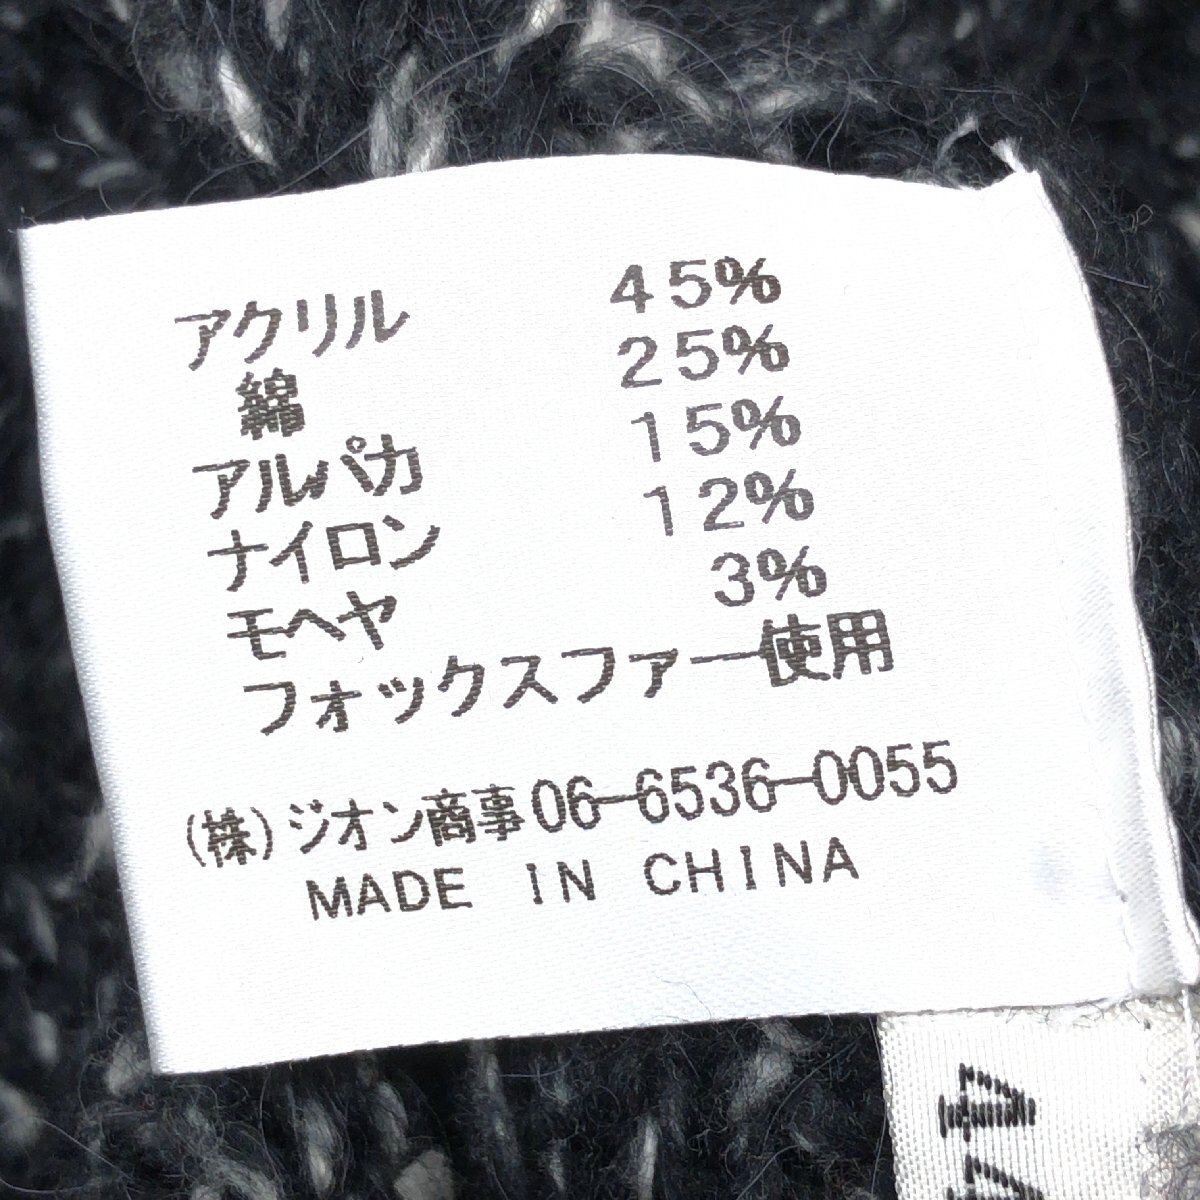 アクリル 45%
綿 25%
アルパカ 15%
ナイロン 12%
モヘヤ 3%
フォックスファー使用
(株)ジオン商事06-6536-0055
MADE IN CHINA